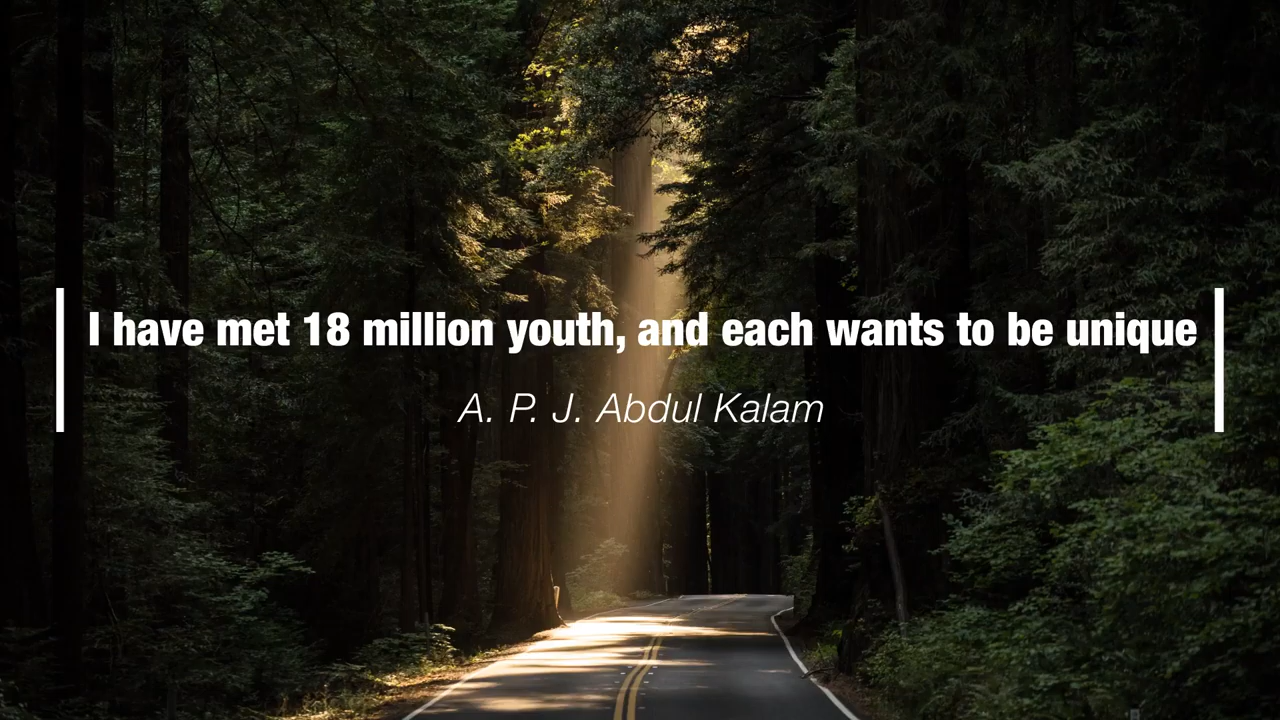 I have met 18 million youth, and each wants to be unique
A. P. J. Abdul Kalam